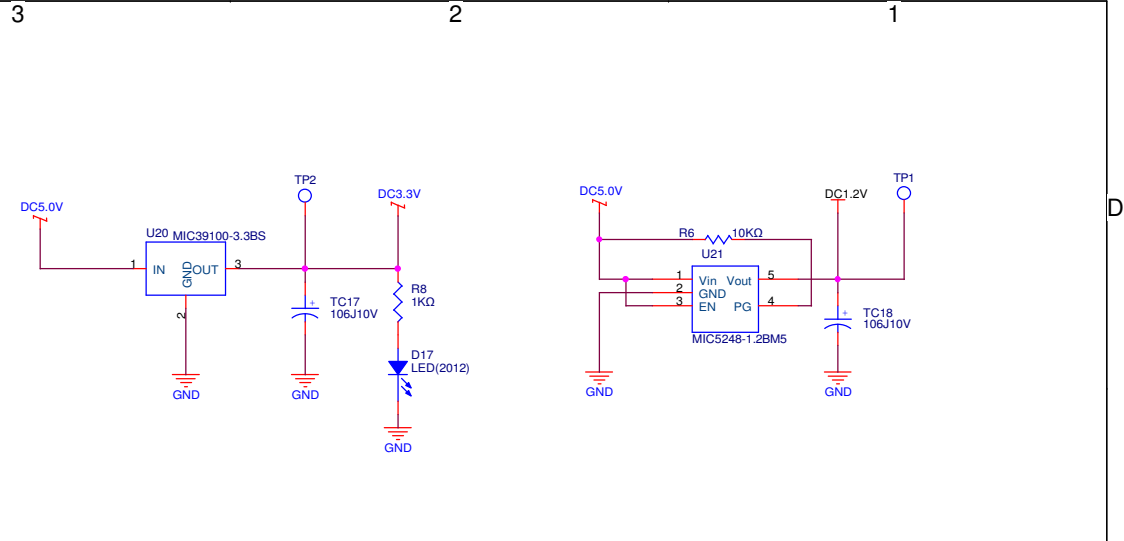 3
2
1
D
DC5.0V
U20 MIC39100-3.3BS
1
IN
GND
OUT
3
2
GND
TP2
TC17
106J10V
+
GND
DC3.3V
R8
1KΩ
D17
LED(2012)
GND
DC5.0V
R6
10KΩ
U21
1
Vin
Vout
5
2
GND
3
EN
PG
4
MIC5248-1.2BM5
GND
DC1.2V
TP1
+
TC18
106J10V
GND